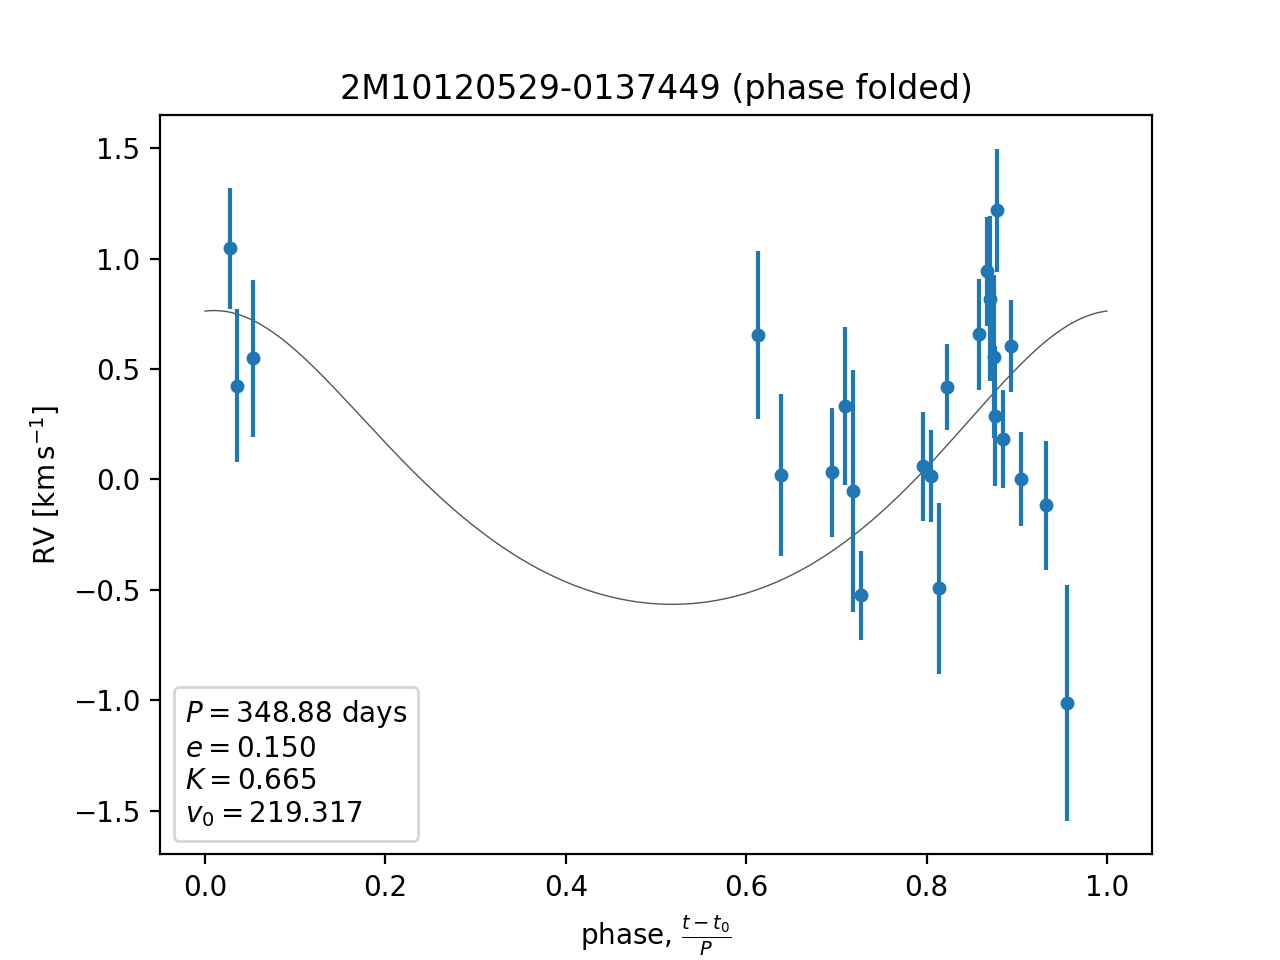 2M10120529-0137449 (phase folded)
1.5
1.0
0.5
0.0
−0.5
−1.0
−1.5
RV [km s⁻¹]
P = 348.88 days
e = 0.150
K = 0.665
v₀ = 219.317
0.0 0.2 0.4 0.6 0.8 1.0
phase, (t − t₀)/P